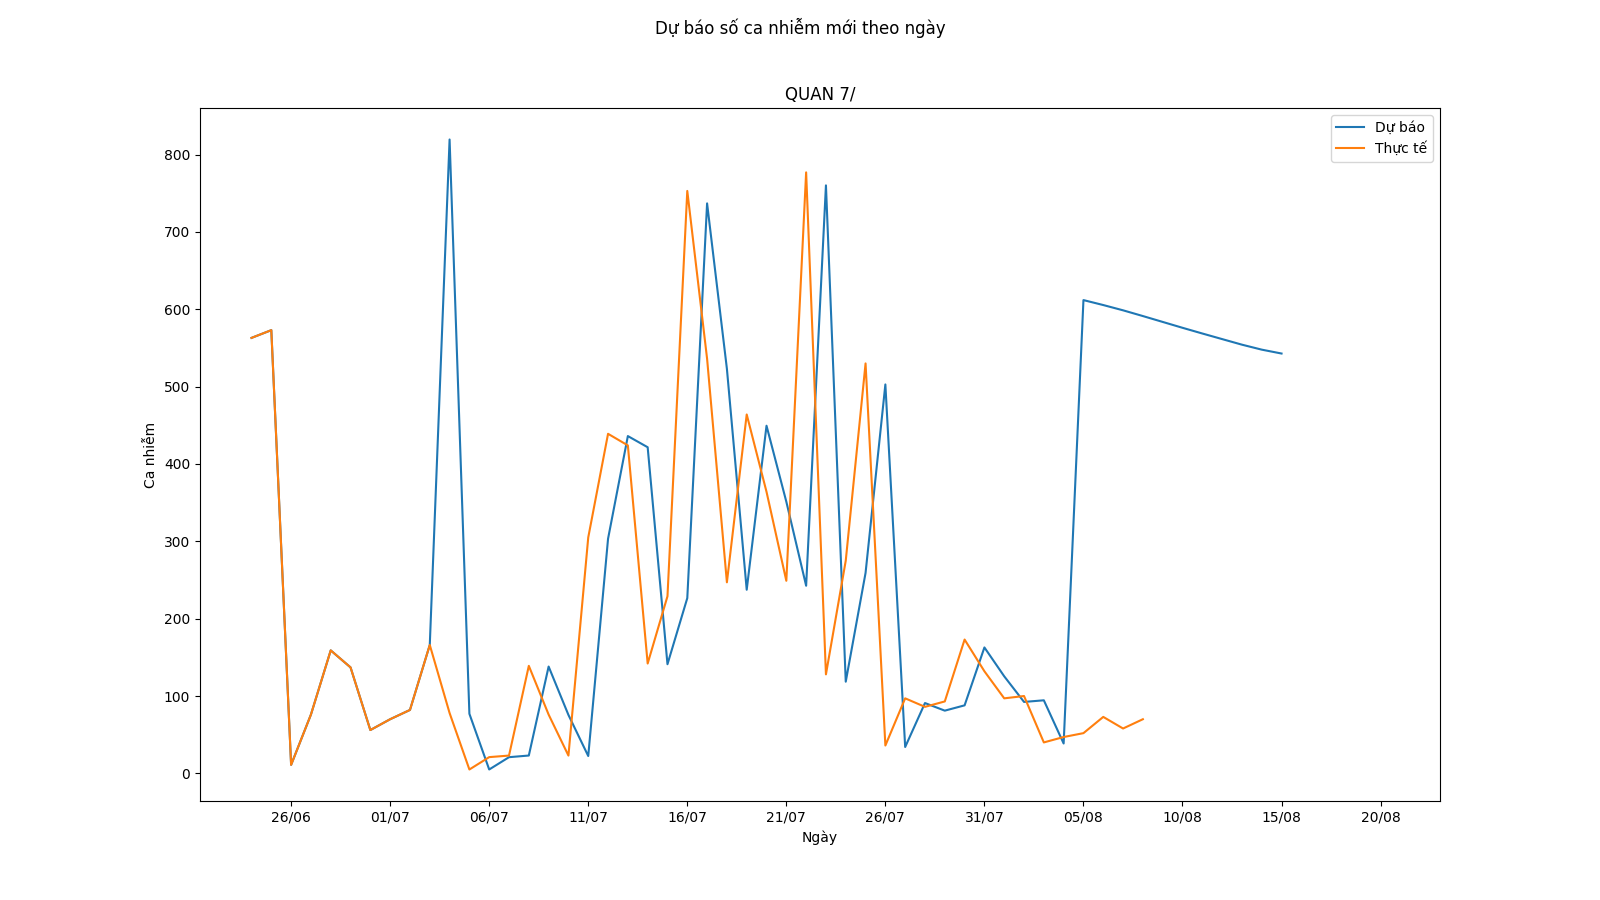 Dự báo số ca nhiễm mới theo ngày
QUAN 7/
Dự báo
Thực tế
Ca nhiễm
800
700
600
500
400
300
200
100
0
26/06 01/07 06/07 11/07 16/07 21/07 26/07 31/07 05/08 10/08 15/08 20/08
Ngày